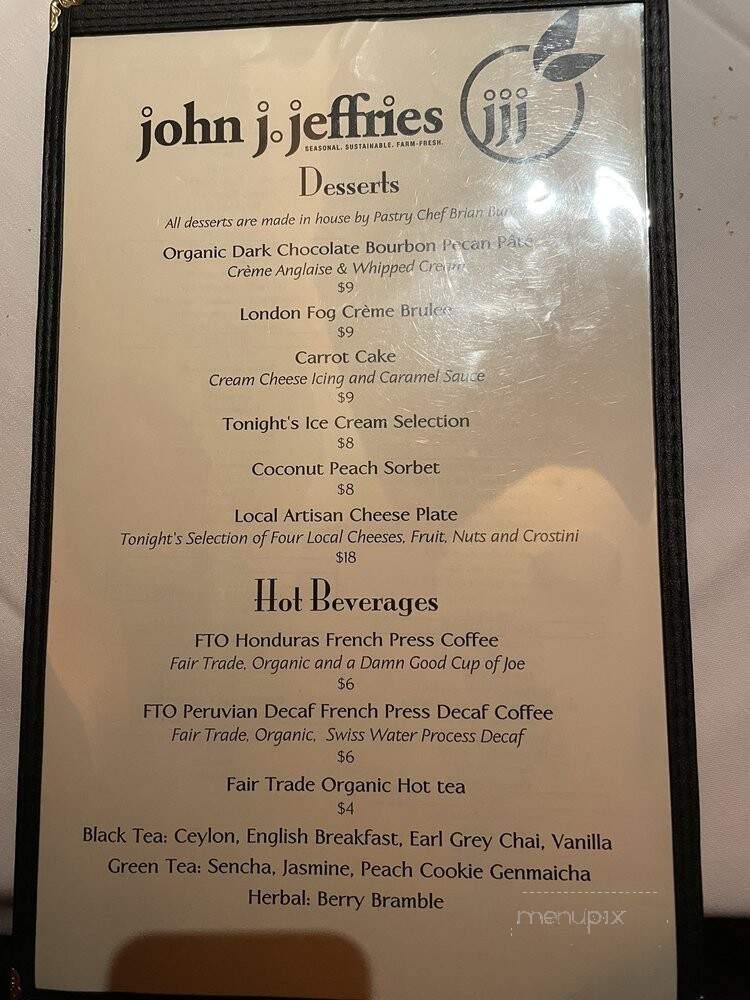 john j. jeffries
SEASONAL. SUSTAINABLE. FARM-FRESH.
jjj
Desserts
All desserts are made in house by Pastry Chef Brian
Organic Dark Chocolate Bourbon Pecan Pâté
Crème Anglaise & Whipped Cream
$9
London Fog Crème Brulee
$9
Carrot Cake
Cream Cheese Icing and Caramel Sauce
$9
Tonight's Ice Cream Selection
$8
Coconut Peach Sorbet
$8
Local Artisan Cheese Plate
Tonight's Selection of Four Local Cheeses, Fruit, Nuts and Crostini
$18
Hot Beverages
FTO Honduras French Press Coffee
Fair Trade, Organic and a Damn Good Cup of Joe
$6
FTO Peruvian Decaf French Press Decaf Coffee
Fair Trade, Organic, Swiss Water Process Decaf
$6
Fair Trade Organic Hot tea
$4
Black Tea: Ceylon, English Breakfast, Earl Grey Chai, Vanilla
Green Tea: Sencha, Jasmine, Peach Cookie Genmaicha
Herbal: Berry Bramble
menupix